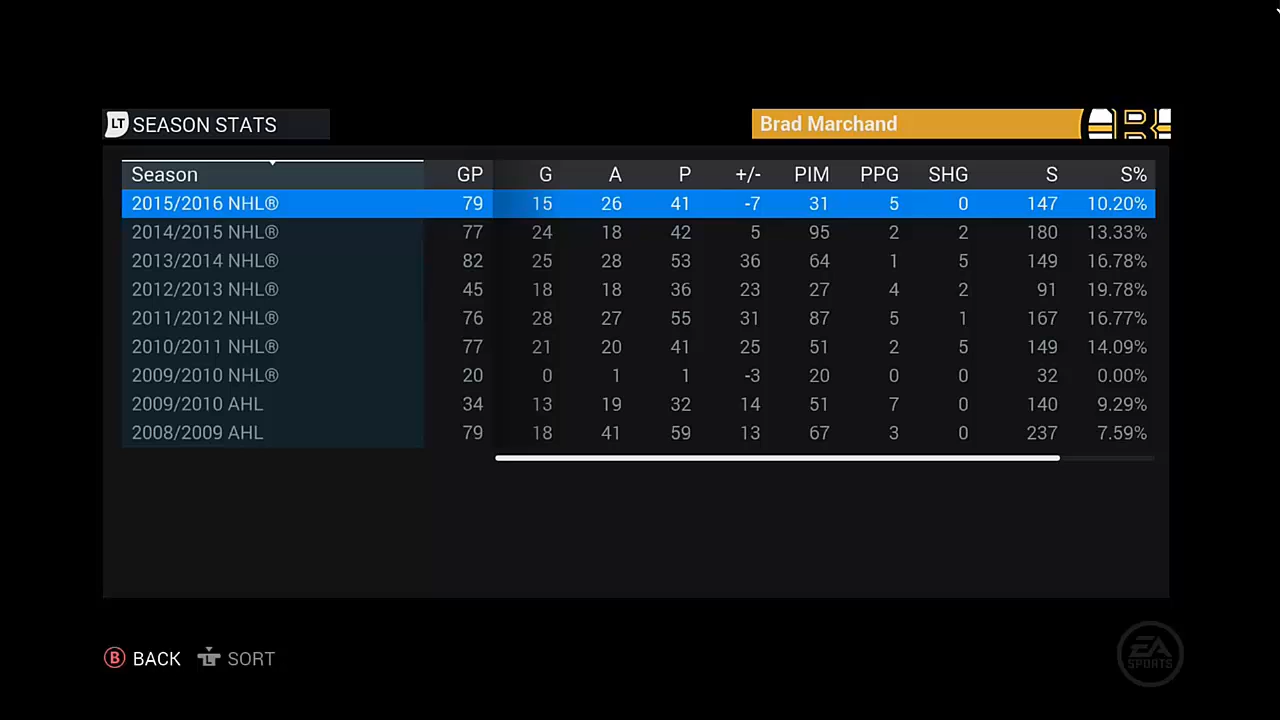 LT SEASON STATS
Brad Marchand
Season GP G A P +/- PIM PPG SHG S S%
2015/2016 NHL® 79 15 26 41 -7 31 5 0 147 10.20%
2014/2015 NHL® 77 24 18 42 5 95 2 2 180 13.33%
2013/2014 NHL® 82 25 28 53 36 64 1 5 149 16.78%
2012/2013 NHL® 45 18 18 36 23 27 4 2 91 19.78%
2011/2012 NHL® 76 28 27 55 31 87 5 1 167 16.77%
2010/2011 NHL® 77 21 20 41 25 51 2 5 149 14.09%
2009/2010 NHL® 20 0 1 1 -3 20 0 0 32 0.00%
2009/2010 AHL 34 13 19 32 14 51 7 0 140 9.29%
2008/2009 AHL 79 18 41 59 13 67 3 0 237 7.59%
B BACK L SORT
EA SPORTS